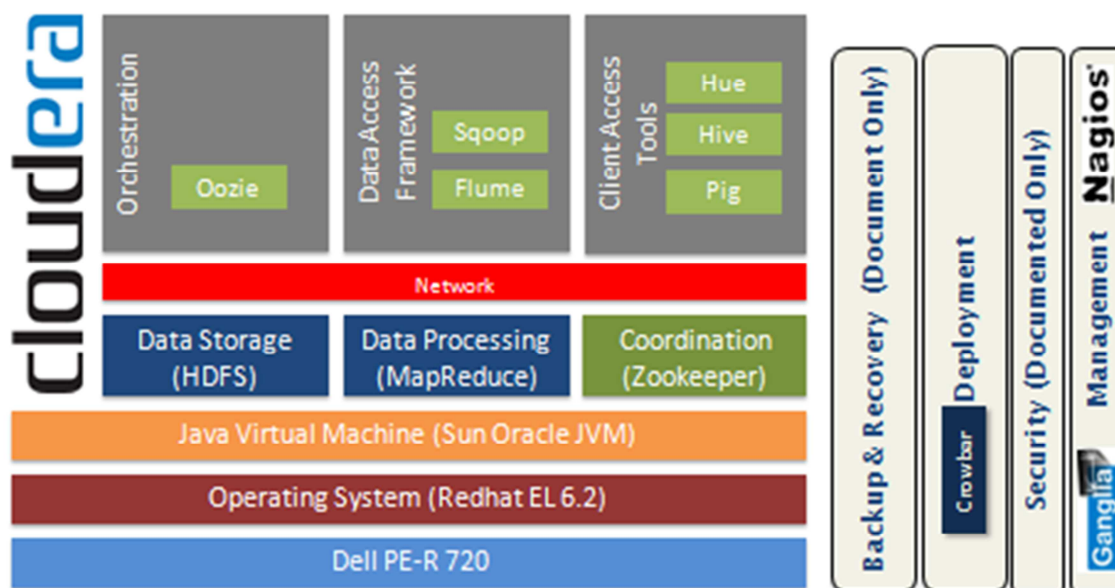 cloudera
Orchestration
Oozie
Data Access
Framework
Sqoop
Flume
Client Access
Tools
Hue
Hive
Pig
Network
Data Storage
(HDFS)
Data Processing
(MapReduce)
Coordination
(Zookeeper)
Java Virtual Machine (Sun Oracle JVM)
Operating System (Redhat EL 6.2)
Dell PE-R 720
Backup & Recovery (Document Only)
Deployment
Crowbar
Security (Documented Only)
Nagios
Management
Ganglia